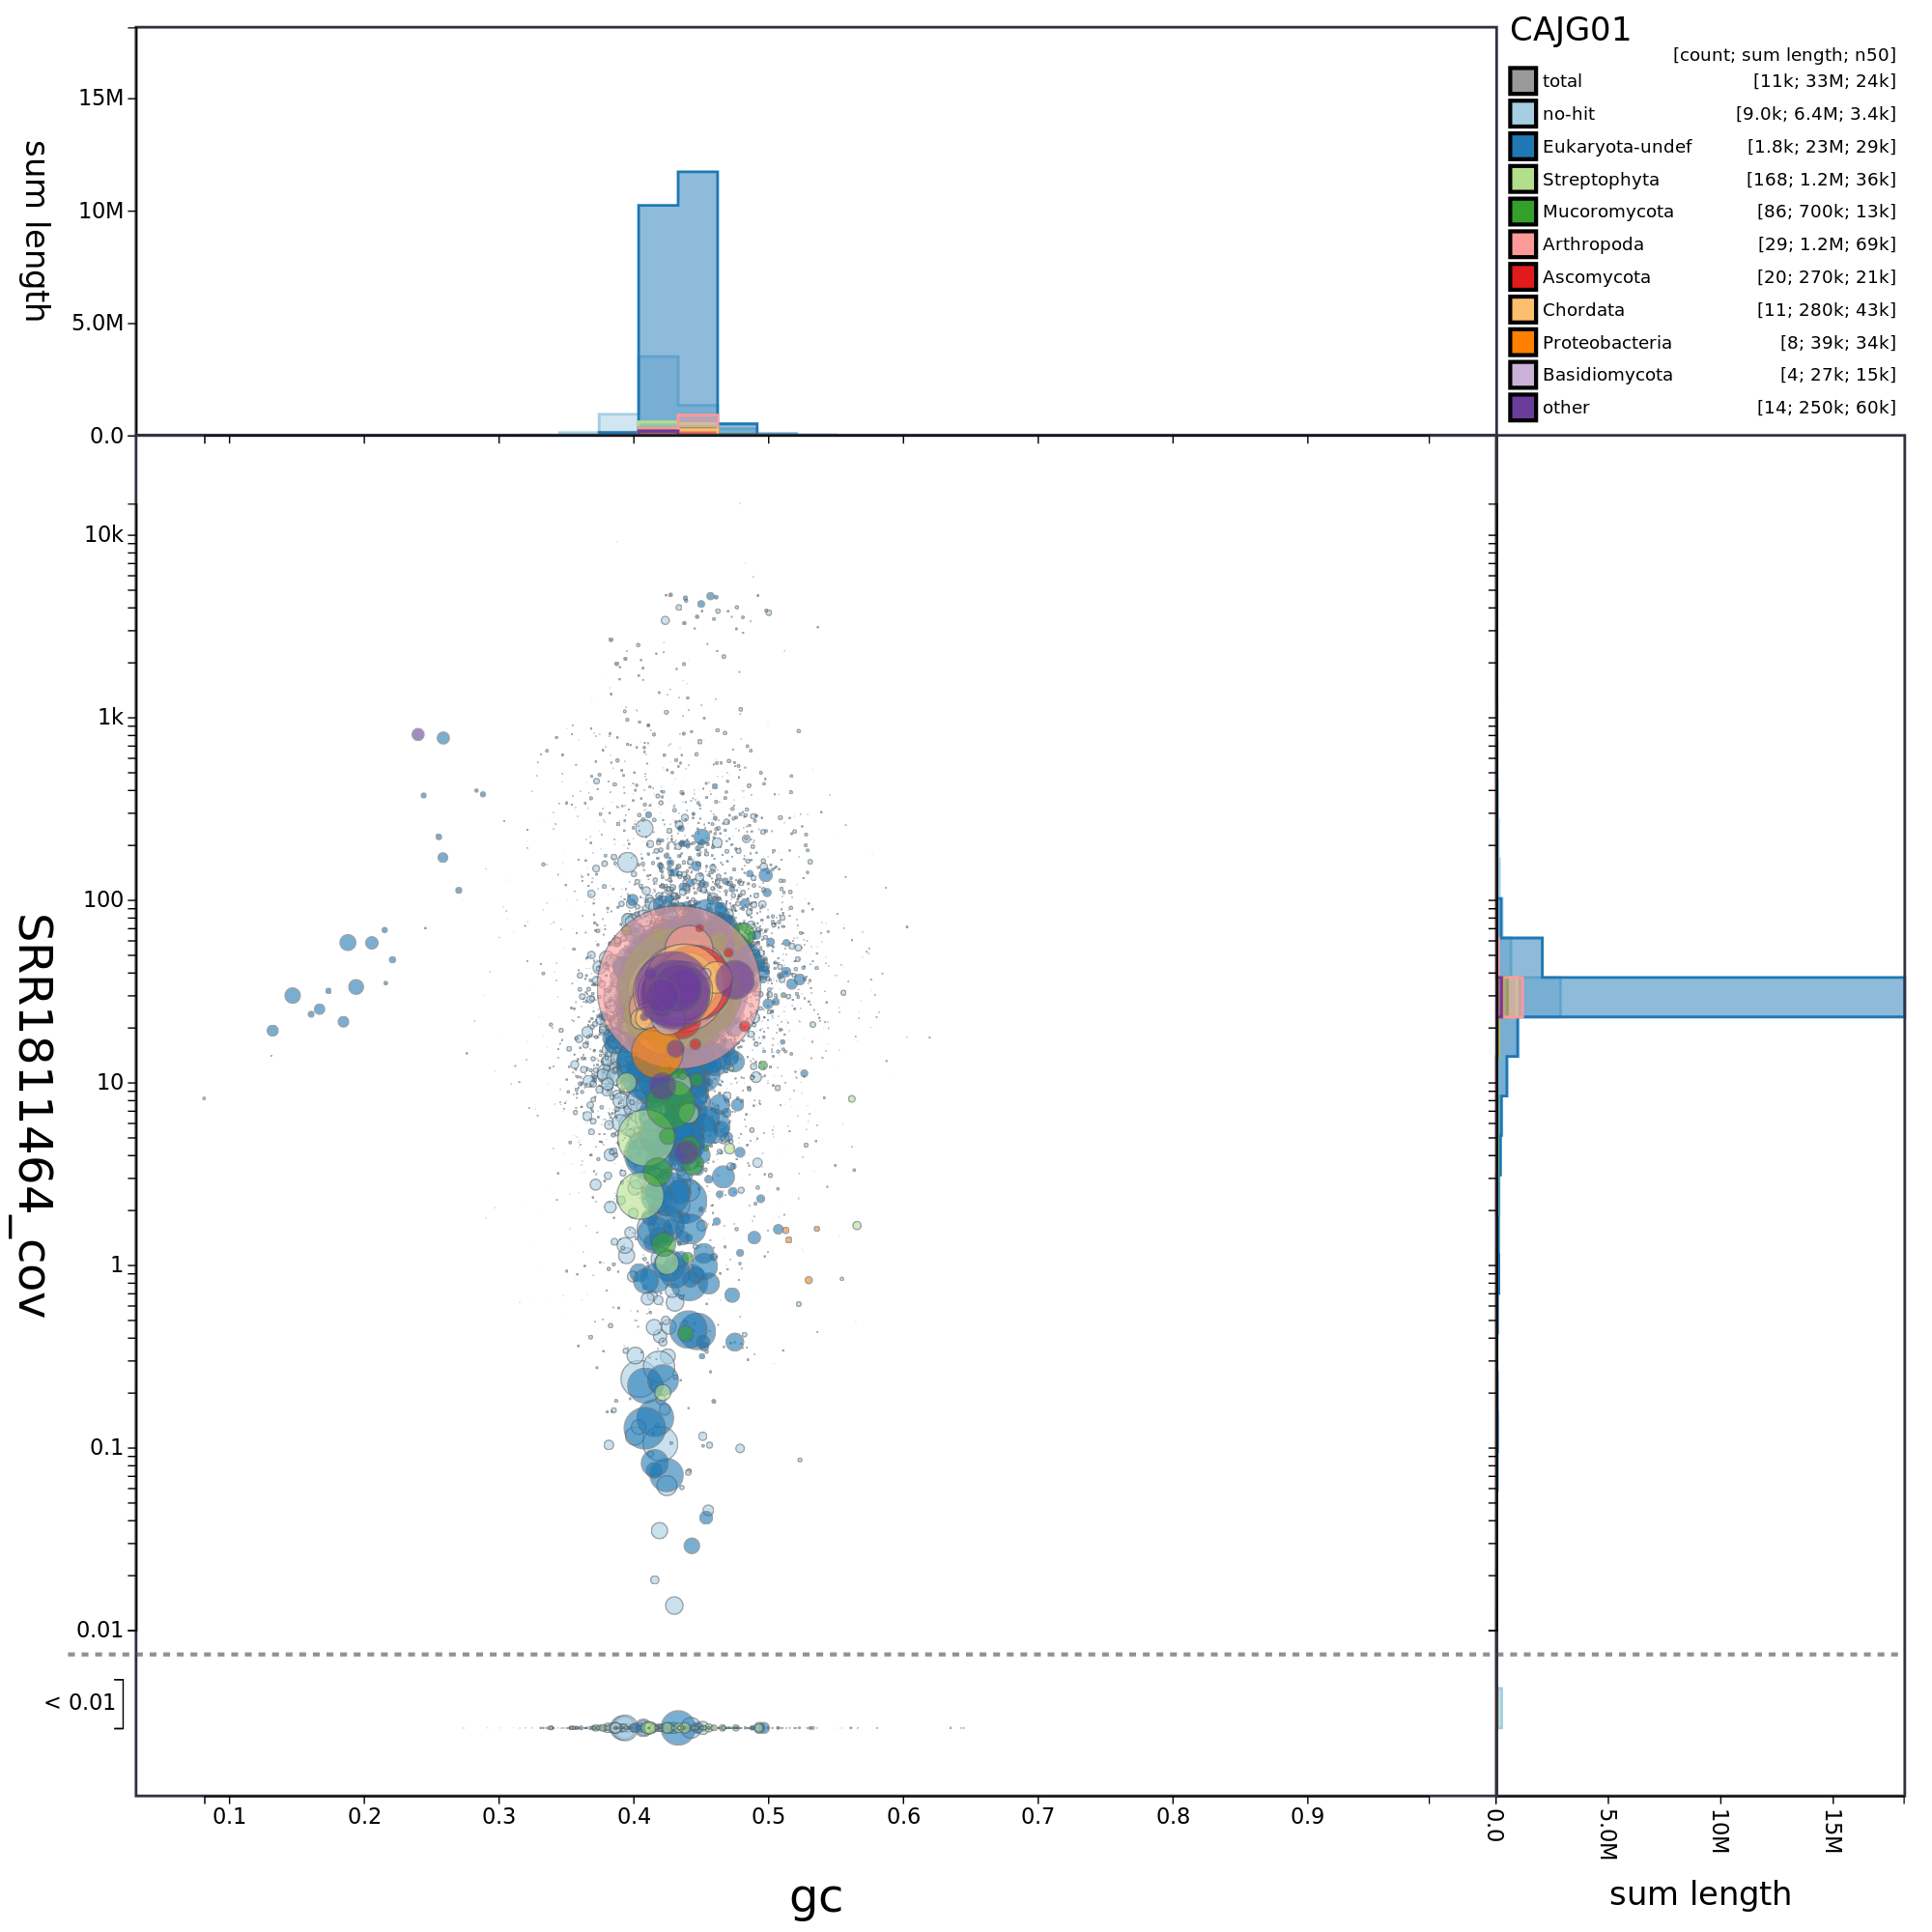 CAJG01
[count; sum length; n50]
total [11k; 33M; 24k]
no-hit [9.0k; 6.4M; 3.4k]
Eukaryota-undef [1.8k; 23M; 29k]
Streptophyta [168; 1.2M; 36k]
Mucoromycota [86; 700k; 13k]
Arthropoda [29; 1.2M; 69k]
Ascomycota [20; 270k; 21k]
Chordata [11; 280k; 43k]
Proteobacteria [8; 39k; 34k]
Basidiomycota [4; 27k; 15k]
other [14; 250k; 60k]
sum length
15M
10M
5.0M
0.0
SRR1811464_cov
10k
1k
100
10
1
0.1
0.01
< 0.01
0.1 0.2 0.3 0.4 0.5 0.6 0.7 0.8 0.9
gc
0.0 5.0M 10M 15M
sum length